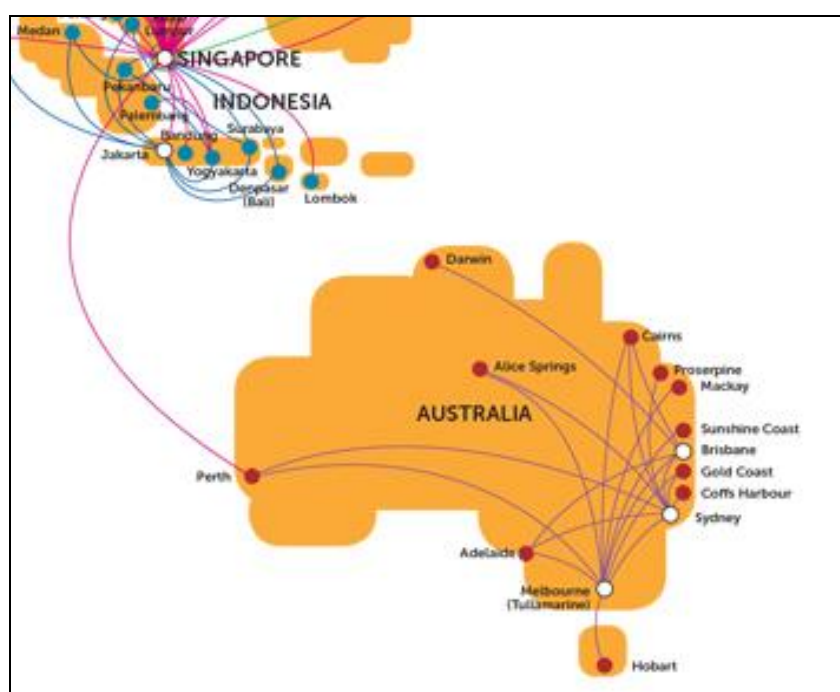 Medan
Lumpur
SINGAPORE
Pekanbaru
INDONESIA
Palembang
Surabaya
Bandung
Jakarta
Yogyakarta
Denpasar
(Bali)
Lombok
Darwin
Cairns
Alice Springs
Proserpine
Mackay
AUSTRALIA
Sunshine Coast
Brisbane
Perth
Gold Coast
Coffs Harbour
Sydney
Adelaide
Melbourne
(Tullamarine)
Hobart